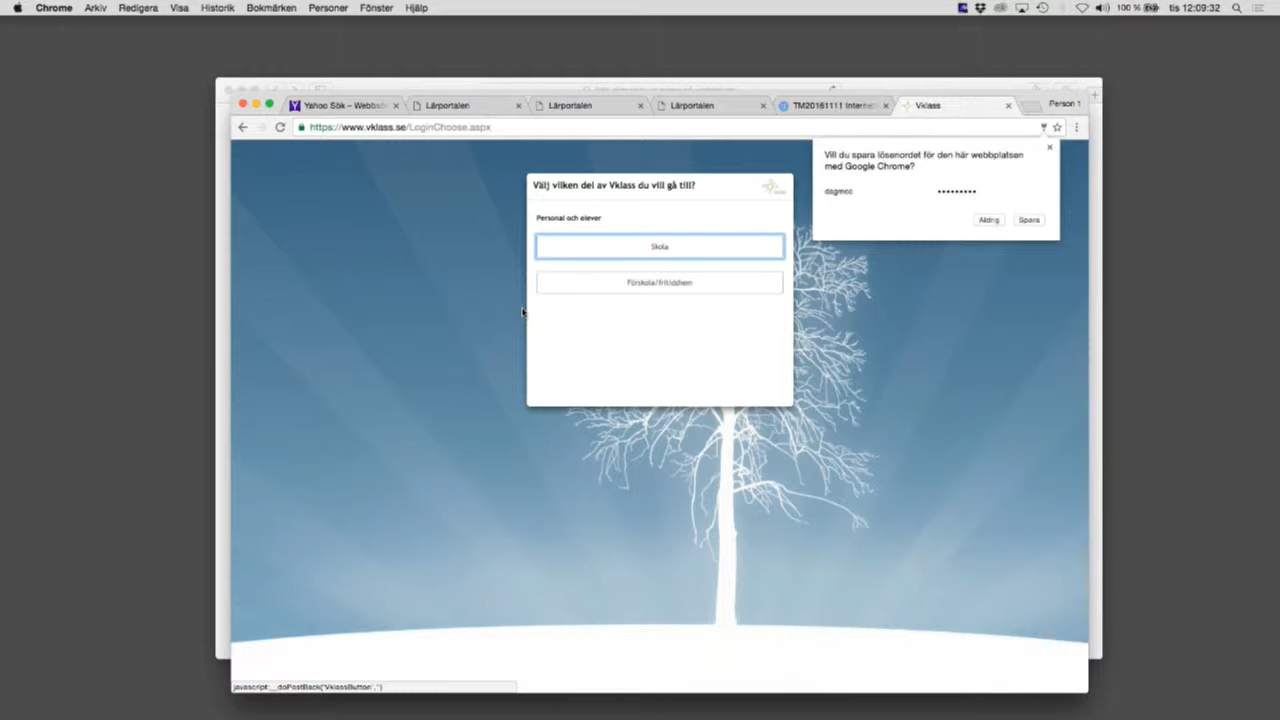 Chrome Arkiv Redigera Visa Historik Bokmärken Personer Fönster Hjälp 100 % tis 12:09:32
Yahoo Sök – Webbsö Lärportalen Lärportalen Lärportalen TM20161111 Interne Vklass Person 1
https://www.vklass.se/LoginChoose.aspx
Vill du spara lösenordet för den här webbplatsen
med Google Chrome?
dagmoc •••••••••
Aldrig Spara
Välj vilken del av Vklass du vill gå till?
Personal och elever
Skola
Förskola/fritidshem
javascript:__doPostBack('VklassButton','')